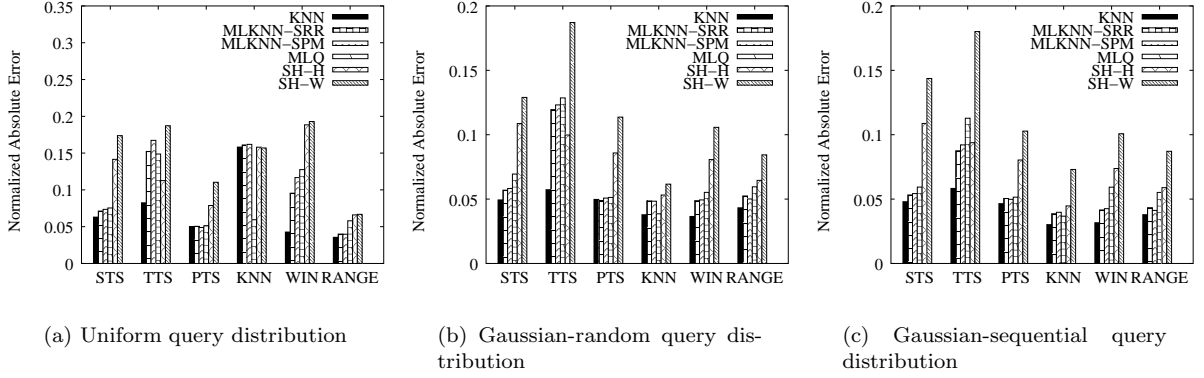 Normalized Absolute Error
0.35
0.3
0.25
0.2
0.15
0.1
0.05
0
KNN
MLKNN−SRR
MLKNN−SPM
MLQ
SH−H
SH−W
STS TTS PTS KNN WIN RANGE
(a) Uniform query distribution
Normalized Absolute Error
0.2
0.15
0.1
0.05
0
KNN
MLKNN−SRR
MLKNN−SPM
MLQ
SH−H
SH−W
STS TTS PTS KNN WIN RANGE
(b) Gaussian-random query dis-
tribution
Normalized Absolute Error
0.2
0.15
0.1
0.05
0
KNN
MLKNN−SRR
MLKNN−SPM
MLQ
SH−H
SH−W
STS TTS PTS KNN WIN RANGE
(c) Gaussian-sequential query
distribution